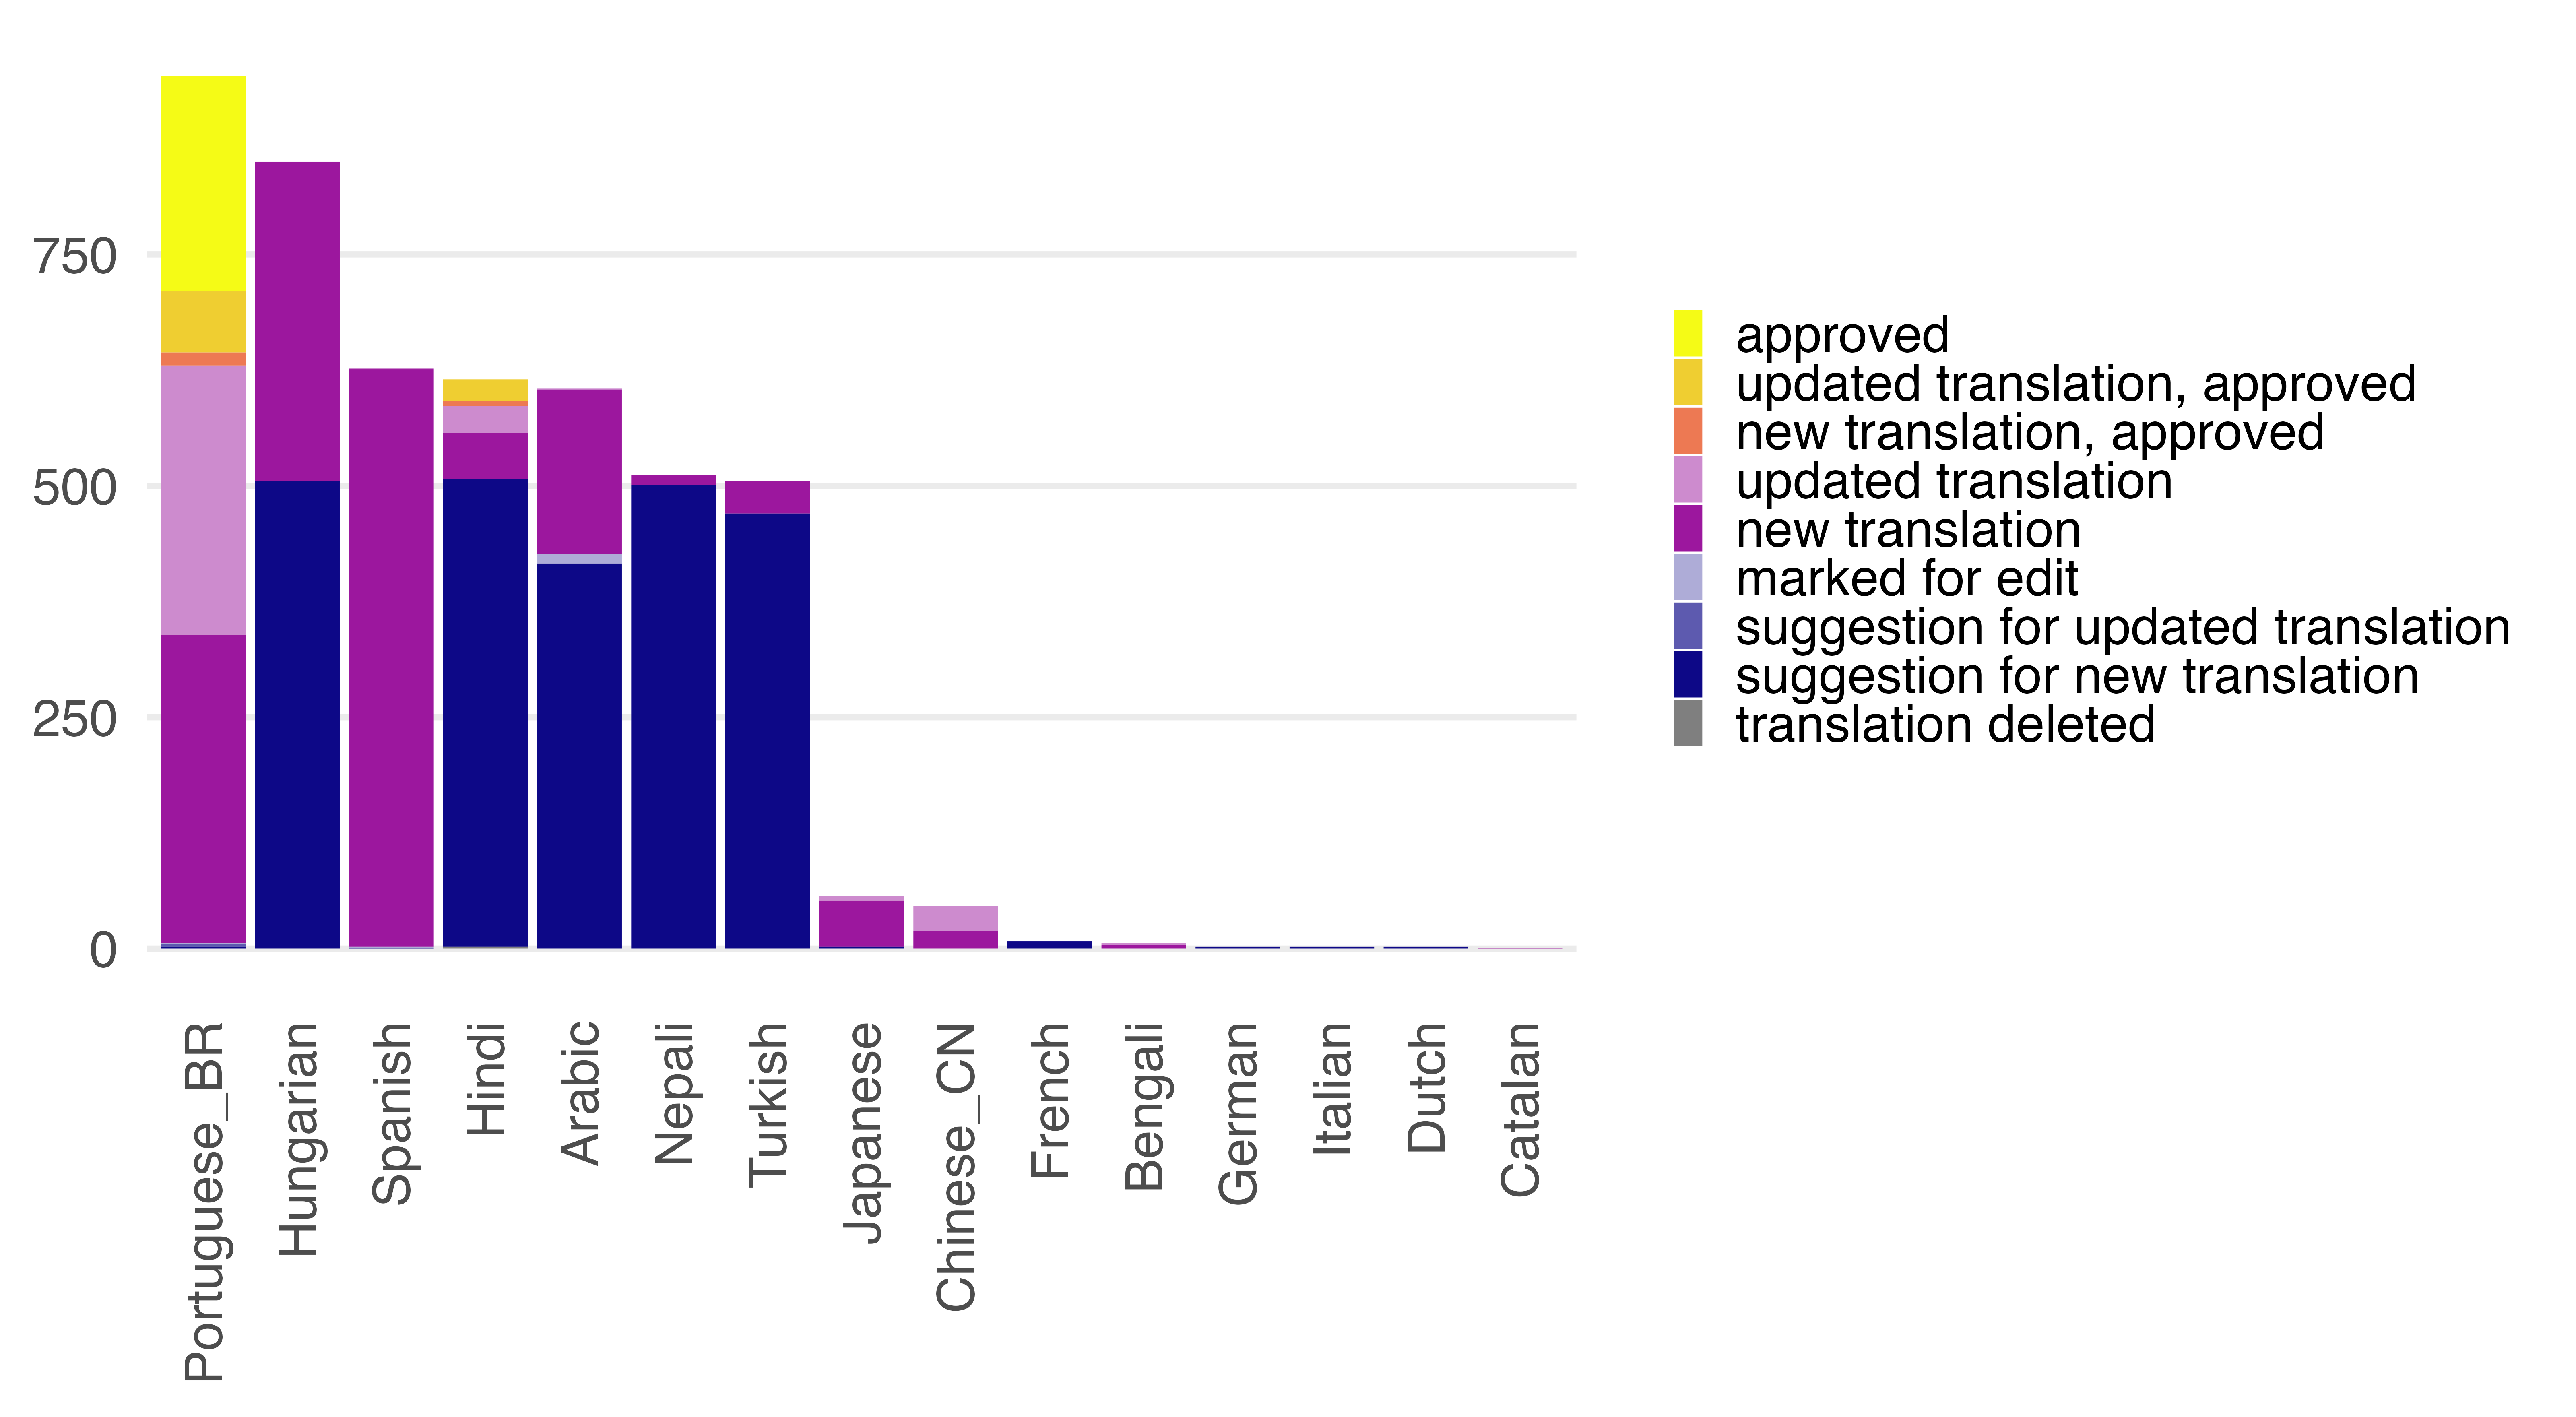 750
500
250
0
Portuguese_BR
Hungarian
Spanish
Hindi
Arabic
Nepali
Turkish
Japanese
Chinese_CN
French
Bengali
German
Italian
Dutch
Catalan
approved
updated translation, approved
new translation, approved
updated translation
new translation
marked for edit
suggestion for updated translation
suggestion for new translation
translation deleted